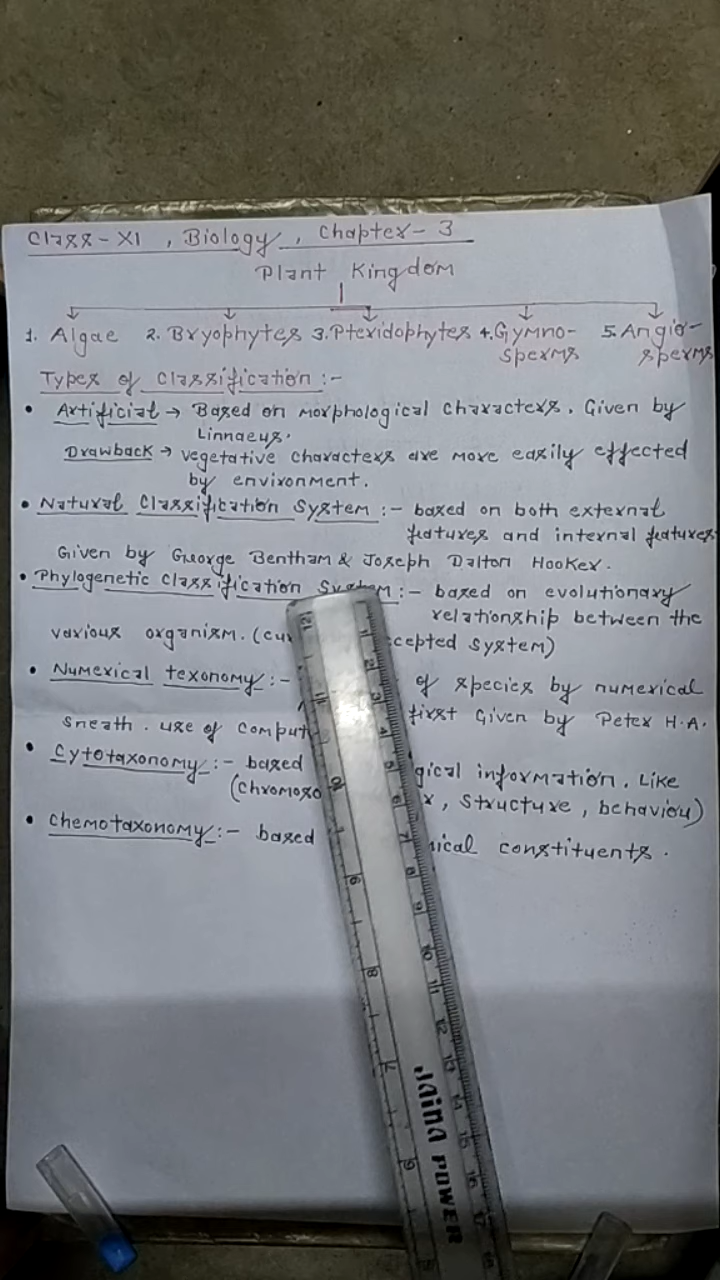 Class-XI, Biology, Chapter-3
Plant Kingdom
1. Algae 2. Bryophytes 3. Pteridophytes 4. Gymno- 5. Angio-
sperms sperms
Types of Classification :-
• Artificial → Based on morphological characters. Given by
Linnaeus.
Drawback → vegetative characters are more easily effected
by environment.
• Natural Classification System :- based on both external
features and internal features
Given by George Bentham & Joseph Dalton Hooker.
• Phylogenetic Classification System :- based on evolutionary
relationship between the
various organism. (cu cepted system)
• Numerical texonomy :- of species by numerical
first given by Peter H.A.
Sneath. use of comput
• Cytotaxonomy :- based gical information. Like
(chromoso r, structure, behaviou)
• Chemotaxonomy :- based ical constituents.
JAINA POWER